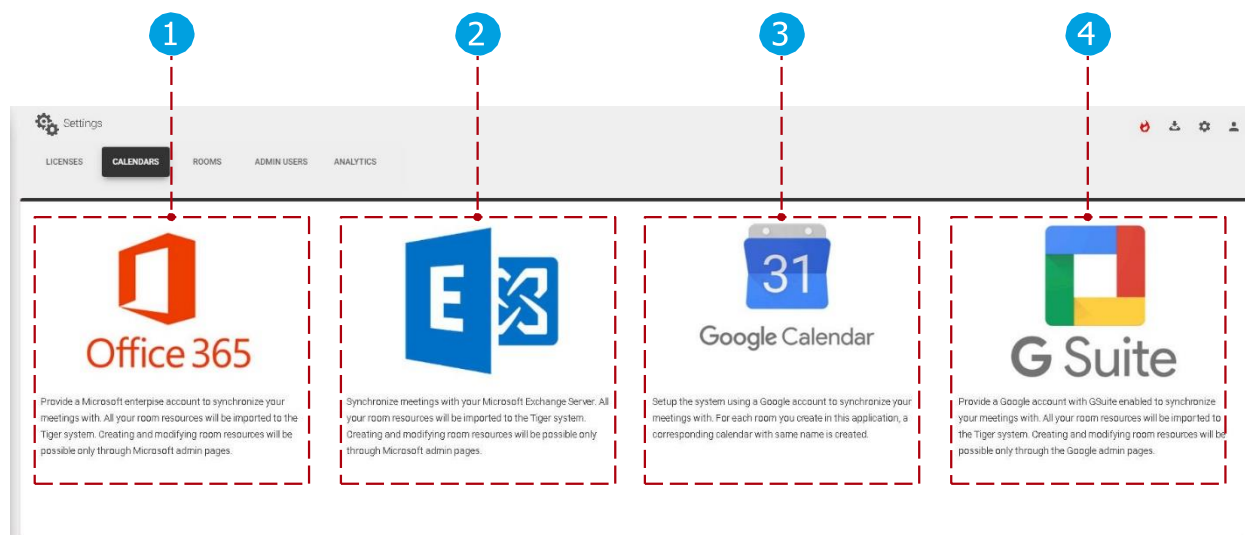 1
2
3
4
Settings
LICENSES
CALENDARS
ROOMS
ADMIN USERS
ANALYTICS
Office 365
Provide a Microsoft enterpise account to synchronize your
meetings with. All your room resources will be imported to the
Tiger system. Creating and modifying room resources will be
possible only through Microsoft admin pages.
E
Synchronize meetings with your Microsoft Exchange Server. All
your room resources will be imported to the Tiger system.
Creating and modifying room resources will be possible only
through Microsoft admin pages.
31
Google Calendar
Setup the system using a Google account to synchronize your
meetings with. For each room you create in this application, a
corresponding calendar with same name is created.
G Suite
Provide a Google account with GSuite enabled to synchronize
your meetings with. All your room resources will be imported to
the Tiger system. Creating and modifying room resources will be
possible only through the Google admin pages.